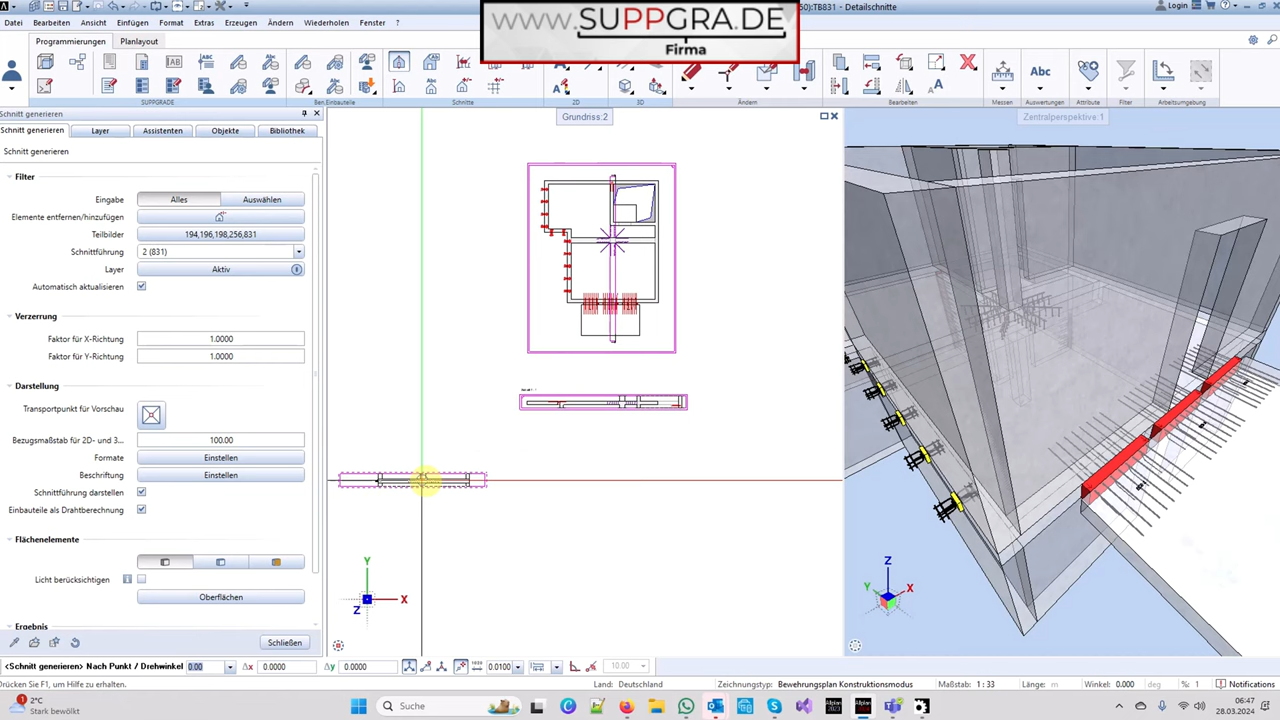 www.SUPPGRA.DE
Firma
50):TB831 - Detailschnitte
Login
Datei Bearbeiten Ansicht Einfügen Format Extras Erzeugen Ändern Wiederholen Fenster ?
Programmierungen Planlayout
SUPPGRADE Ben.Einbauteile Schnitte 2D 3D Ändern Bearbeiten Messen Auswertungen Attribute Filter Arbeitsumgebung
Abc
Schnitt generieren
Grundriss:2
Zentralperspektive:1
Schnitt generieren Layer Assistenten Objekte Bibliothek
Schnitt generieren
Filter
Eingabe Alles Auswählen
Elemente entfernen/hinzufügen
Teilbilder 194,196,198,256,831
Schnittführung 2 (831)
Layer Aktiv
Automatisch aktualisieren
Verzerrung
Faktor für X-Richtung 1.0000
Faktor für Y-Richtung 1.0000
Darstellung
Transportpunkt für Vorschau
Bezugsmaßstab für 2D- und 3... 100.00
Formate Einstellen
Beschriftung Einstellen
Schnittführung darstellen
Einbauteile als Drahtberechnung
Flächenelemente
Licht berücksichtigen
Oberflächen
Ergebnis
Schließen
Y
X
Z
Z
Y
X
<Schnitt generieren> Nach Punkt / Drehwinkel 0.00 Δx 0.0000 Δy 0.0000 0.0100 10.00
Drücken Sie F1, um Hilfe zu erhalten. Land: Deutschland Zeichnungstyp: Bewehrungsplan Konstruktionsmodus Maßstab: 1 : 33 Länge: m Winkel: 0.000 deg % 1 Notifications
1
2°C
Stark bewölkt
Suche
06:47
28.03.2024